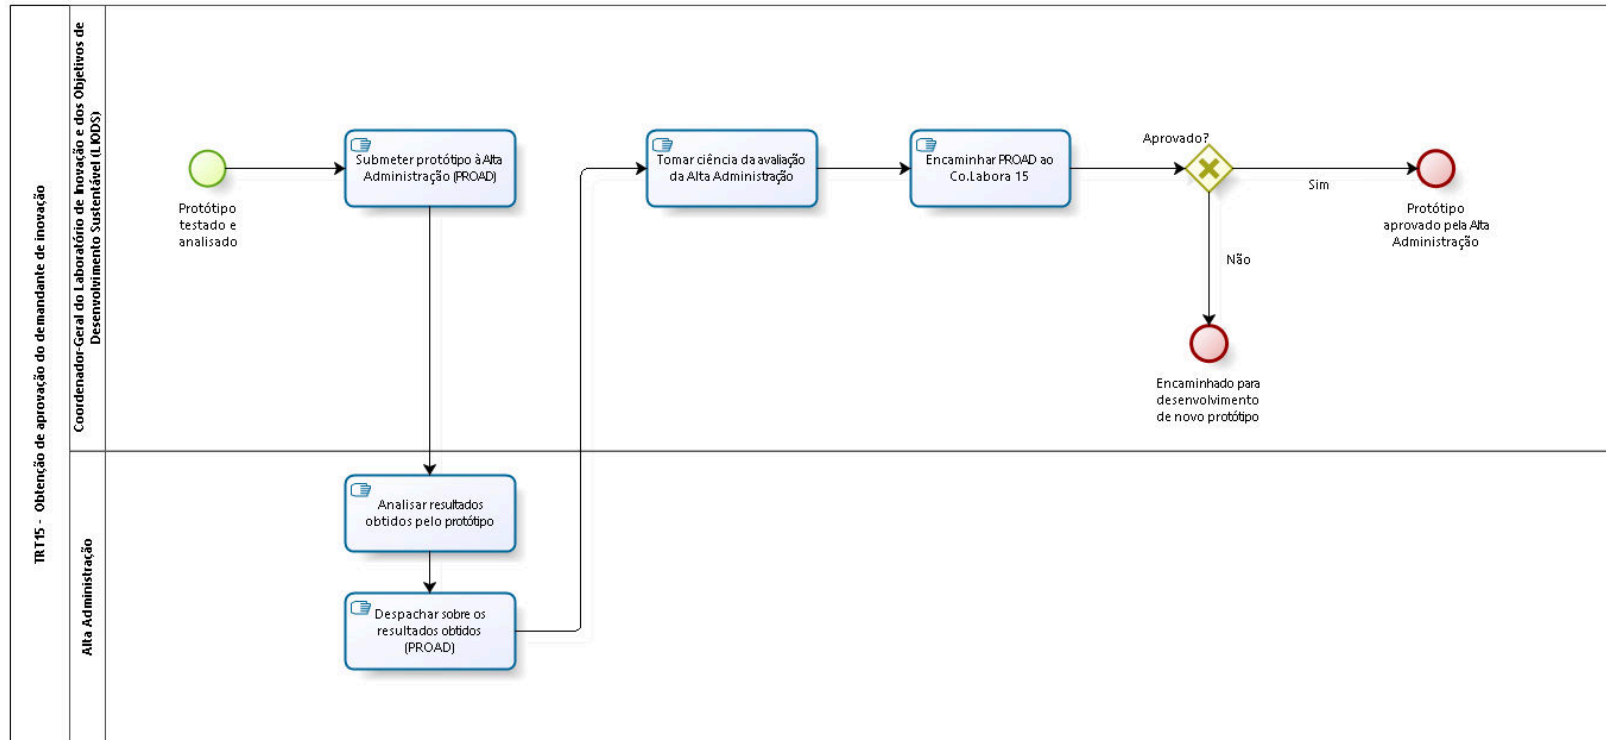 TRT15 - Obtenção de aprovação do demandante de inovação
Coordenador-Geral do Laboratório de Inovação e dos Objetivos de
Desenvolvimento Sustentável (LIODS)
Protótipo
testado e
analisado
Submeter protótipo à Alta
Administração (PROAD)
Tomar ciência da avaliação
da Alta Administração
Encaminhar PROAD ao
Co.Labora 15
Aprovado?
Sim
Protótipo
aprovado pela Alta
Administração
Não
Encaminhado para
desenvolvimento
de novo protótipo
Alta Administração
Analisar resultados
obtidos pelo protótipo
Despachar sobre os
resultados obtidos
(PROAD)